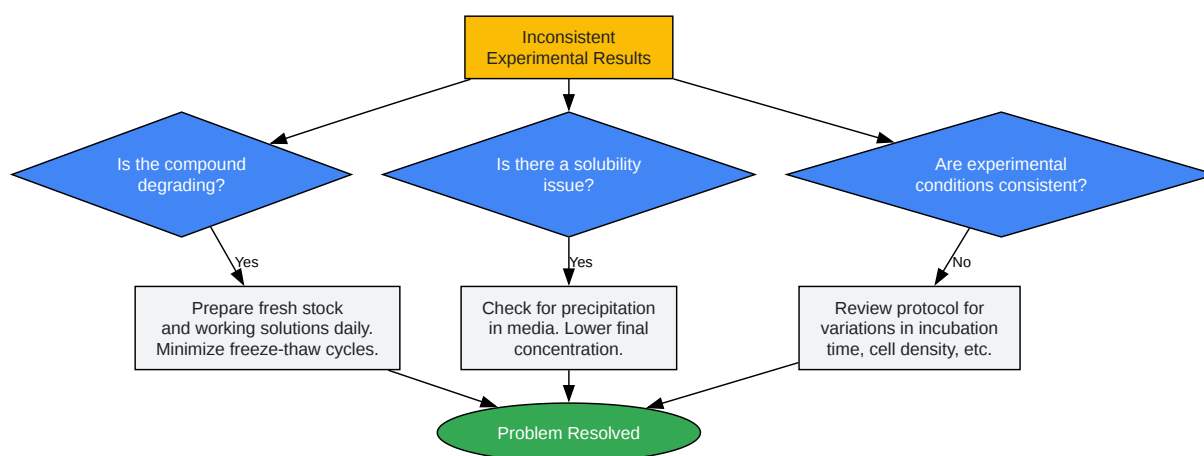 Inconsistent
Experimental Results
Is the compound
degrading?
Is there a solubility
issue?
Are experimental
conditions consistent?
Yes
Yes
No
Prepare fresh stock
and working solutions daily.
Minimize freeze-thaw cycles.
Check for precipitation
in media. Lower final
concentration.
Review protocol for
variations in incubation
time, cell density, etc.
Problem Resolved